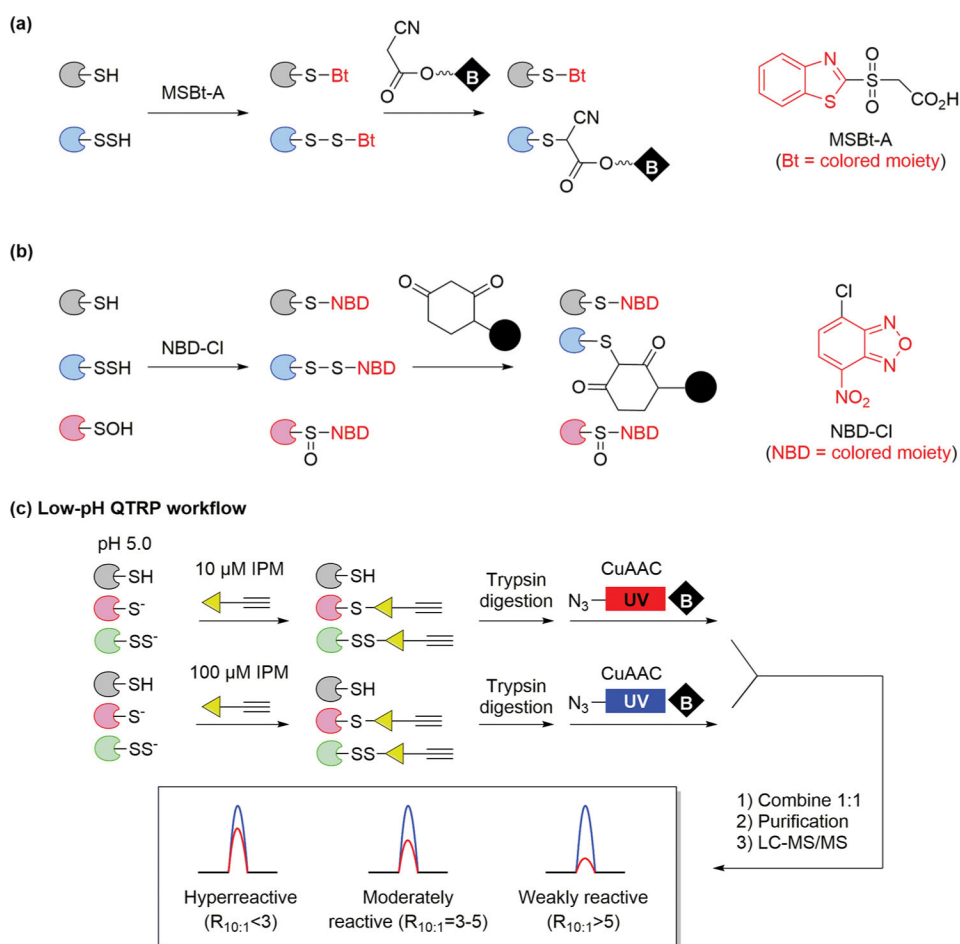 (a)
SH
SSH
MSBt-A
S-Bt
S-S-Bt
CN
O
O
B
S-Bt
CN
S
O
O
B
N
S
O
S
O
CO2H
MSBt-A
(Bt = colored moiety)
(b)
SH
SSH
SOH
NBD-Cl
S-NBD
S-S-NBD
S-NBD
O
O
O
S-NBD
S
O
O
S-NBD
O
Cl
N
O
N
NO2
NBD-Cl
(NBD = colored moiety)
(c) Low-pH QTRP workflow
pH 5.0
SH
S-
SS-
10 µM IPM
SH
S
SS
Trypsin
digestion
CuAAC
N3
UV
B
SH
S-
SS-
100 µM IPM
SH
S
SS
Trypsin
digestion
CuAAC
N3
UV
B
1) Combine 1:1
2) Purification
3) LC-MS/MS
Hyperreactive
(R10:1<3)
Moderately
reactive (R10:1=3-5)
Weakly reactive
(R10:1>5)